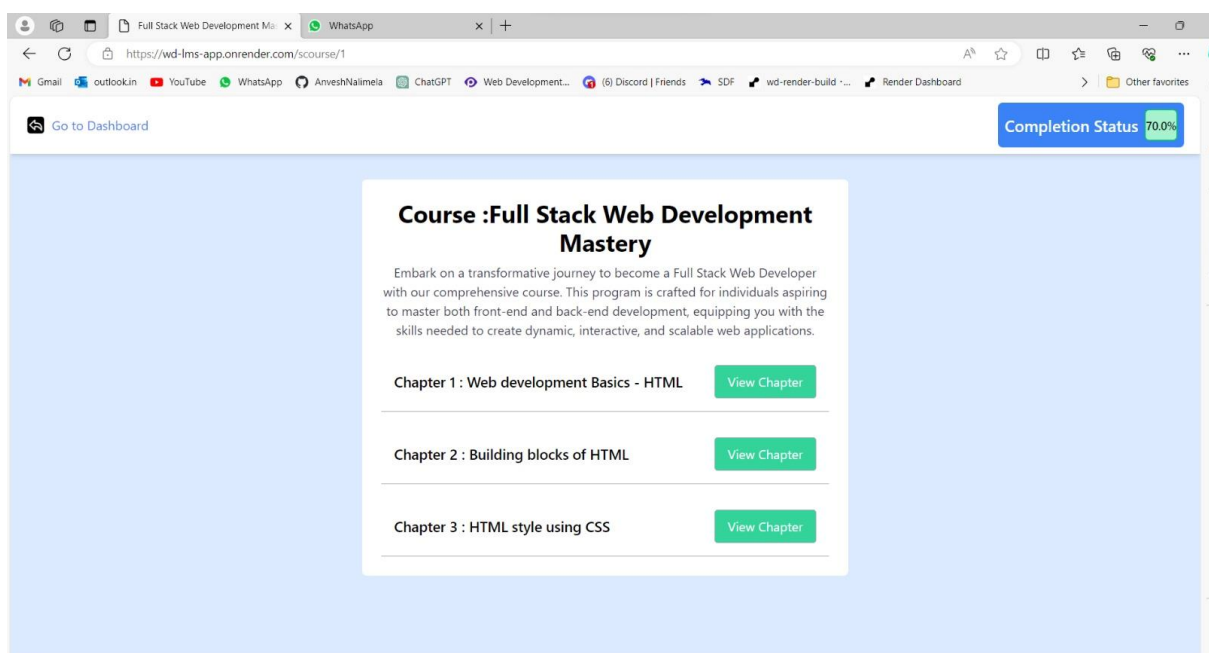 Full Stack Web Development Ma
WhatsApp
https://wd-lms-app.onrender.com/scourse/1
Gmail outlook.in YouTube WhatsApp AnveshNalimela ChatGPT Web Development... (6) Discord | Friends SDF wd-render-build ·... Render Dashboard Other favorites
Go to Dashboard
Completion Status 70.0%
Course :Full Stack Web Development
Mastery
Embark on a transformative journey to become a Full Stack Web Developer
with our comprehensive course. This program is crafted for individuals aspiring
to master both front-end and back-end development, equipping you with the
skills needed to create dynamic, interactive, and scalable web applications.
Chapter 1 : Web development Basics - HTML View Chapter
Chapter 2 : Building blocks of HTML View Chapter
Chapter 3 : HTML style using CSS View Chapter